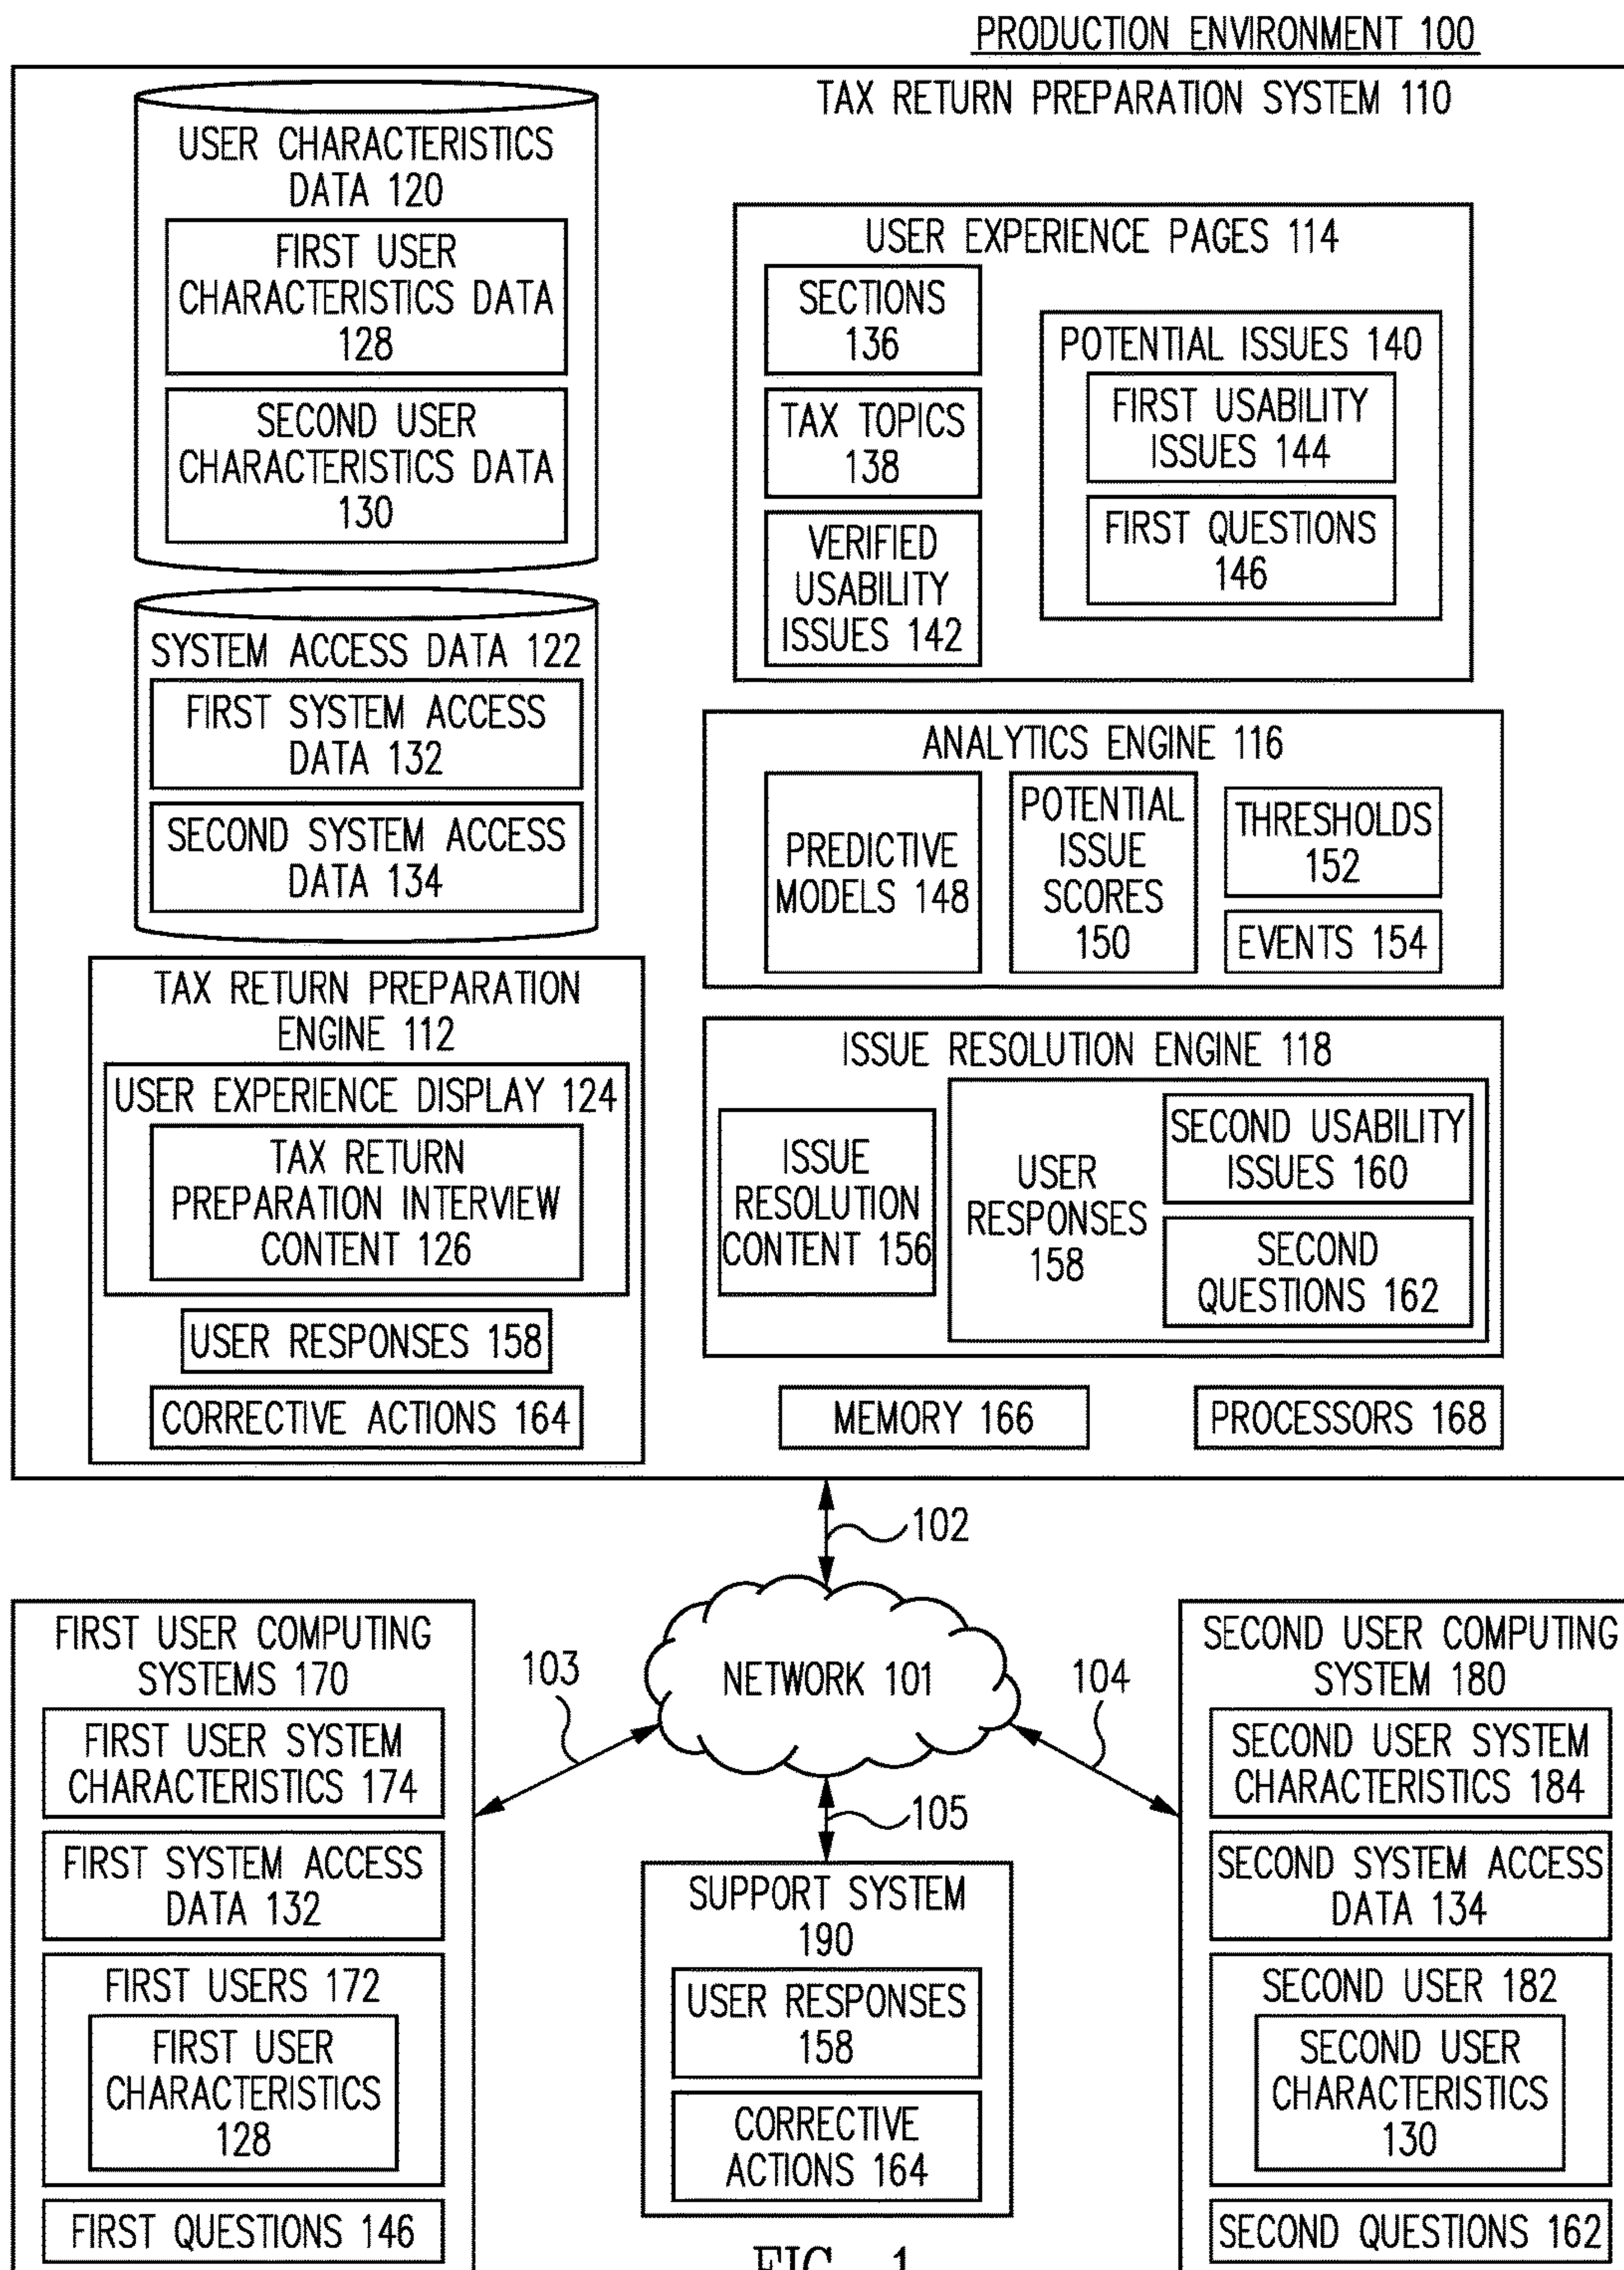 PRODUCTION ENVIRONMENT 100
TAX RETURN PREPARATION SYSTEM 110
USER CHARACTERISTICS
DATA 120
FIRST USER
CHARACTERISTICS DATA
128
SECOND USER
CHARACTERISTICS DATA
130
SYSTEM ACCESS DATA 122
FIRST SYSTEM ACCESS
DATA 132
SECOND SYSTEM ACCESS
DATA 134
TAX RETURN PREPARATION
ENGINE 112
USER EXPERIENCE DISPLAY 124
TAX RETURN
PREPARATION INTERVIEW
CONTENT 126
USER RESPONSES 158
CORRECTIVE ACTIONS 164
USER EXPERIENCE PAGES 114
SECTIONS
136
TAX TOPICS
138
VERIFIED
USABILITY
ISSUES 142
POTENTIAL ISSUES 140
FIRST USABILITY
ISSUES 144
FIRST QUESTIONS
146
ANALYTICS ENGINE 116
PREDICTIVE
MODELS 148
POTENTIAL
ISSUE
SCORES
150
THRESHOLDS
152
EVENTS 154
ISSUE RESOLUTION ENGINE 118
ISSUE
RESOLUTION
CONTENT 156
USER
RESPONSES
158
SECOND USABILITY
ISSUES 160
SECOND
QUESTIONS 162
MEMORY 166
PROCESSORS 168
102
NETWORK 101
103
104
105
FIRST USER COMPUTING
SYSTEMS 170
FIRST USER SYSTEM
CHARACTERISTICS 174
FIRST SYSTEM ACCESS
DATA 132
FIRST USERS 172
FIRST USER
CHARACTERISTICS
128
FIRST QUESTIONS 146
SUPPORT SYSTEM
190
USER RESPONSES
158
CORRECTIVE
ACTIONS 164
SECOND USER COMPUTING
SYSTEM 180
SECOND USER SYSTEM
CHARACTERISTICS 184
SECOND SYSTEM ACCESS
DATA 134
SECOND USER 182
SECOND USER
CHARACTERISTICS
130
SECOND QUESTIONS 162
FIG. 1